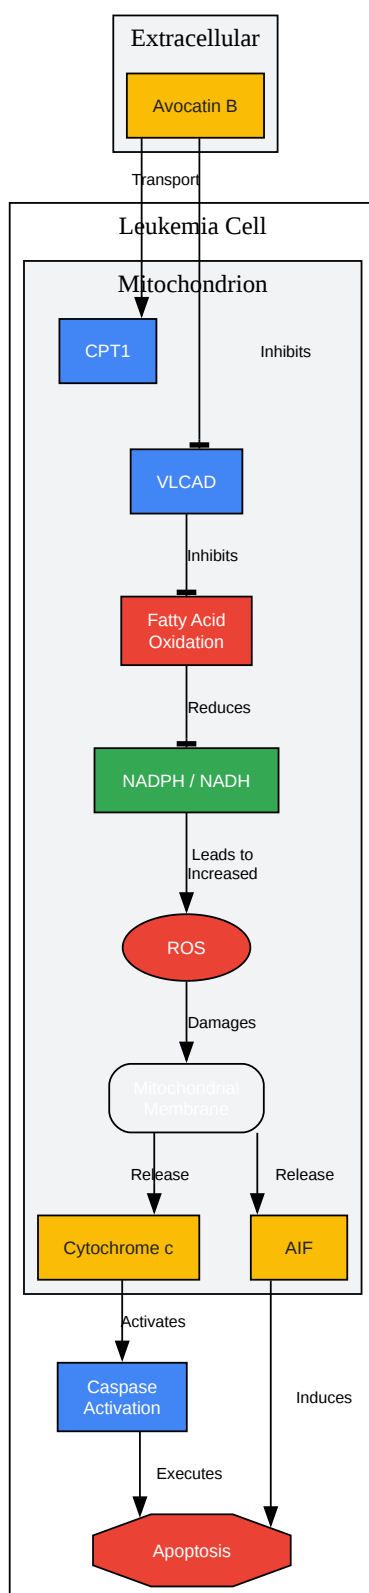 Extracellular
Avocatin B
Transport
Leukemia Cell
Mitochondrion
CPT1
Inhibits
VLCAD
Inhibits
Fatty Acid
Oxidation
Reduces
NADPH / NADH
Leads to
Increased
ROS
Damages
Mitochondrial
Membrane
Release
Release
Cytochrome c
AIF
Activates
Caspase
Activation
Induces
Executes
Apoptosis